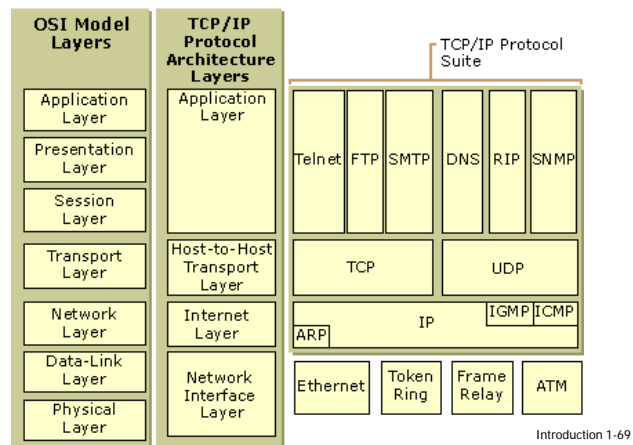 OSI Model
Layers
TCP/IP
Protocol
Architecture
Layers
TCP/IP Protocol
Suite
Application
Layer
Presentation
Layer
Session
Layer
Transport
Layer
Network
Layer
Data-Link
Layer
Physical
Layer
Application
Layer
Host-to-Host
Transport
Layer
Internet
Layer
Network
Interface
Layer
Telnet
FTP
SMTP
DNS
RIP
SNMP
TCP
UDP
IP
IGMP
ICMP
ARP
Ethernet
Token
Ring
Frame
Relay
ATM
Introduction 1-69